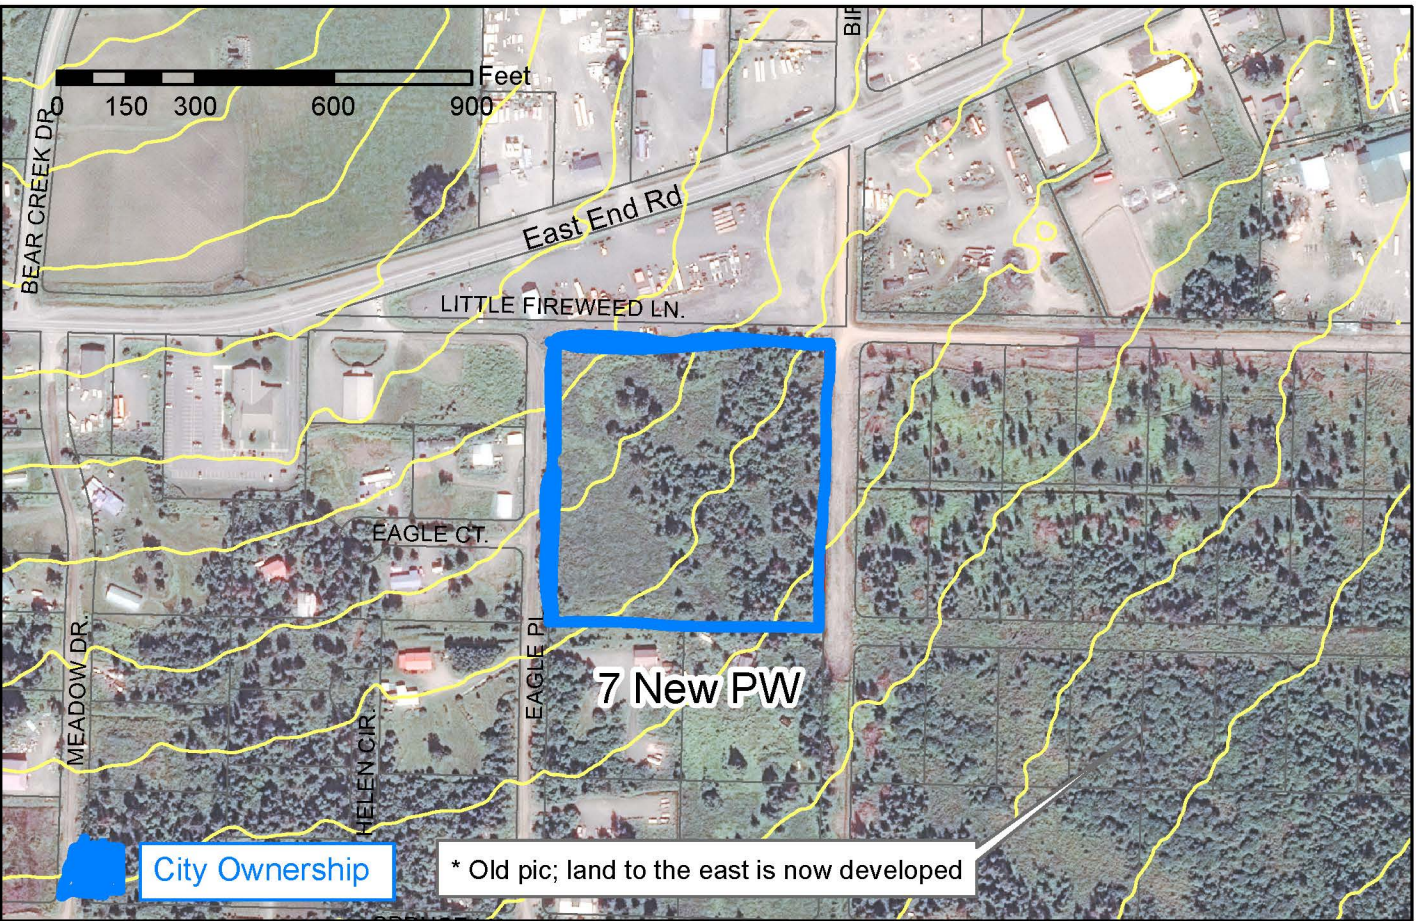 BIR
Feet
0 150 300 600 900
BEAR CREEK DR.
East End Rd
LITTLE FIREWEED LN.
EAGLE CT.
EAGLE PL
7 New PW
MEADOW DR.
HELEN CIR.
City Ownership
* Old pic; land to the east is now developed